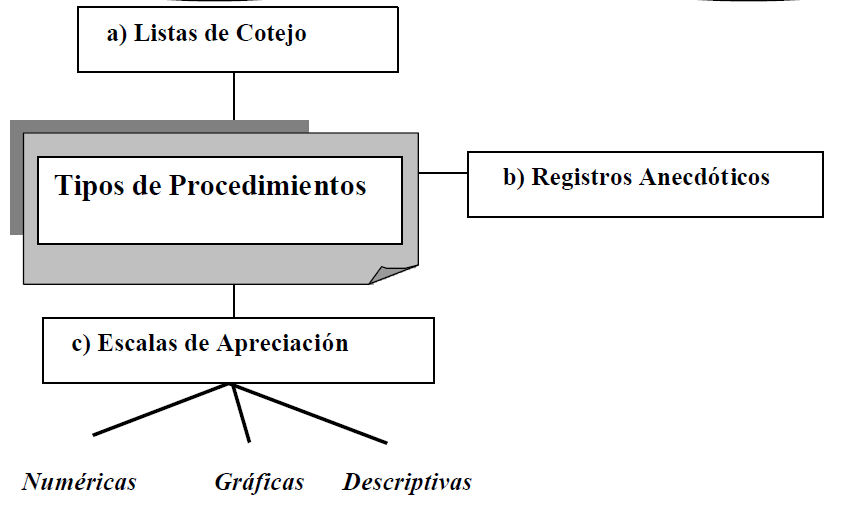 a) Listas de Cotejo
Tipos de Procedimientos
b) Registros Anecdóticos
c) Escalas de Apreciación
Numéricas
Gráficas
Descriptivas